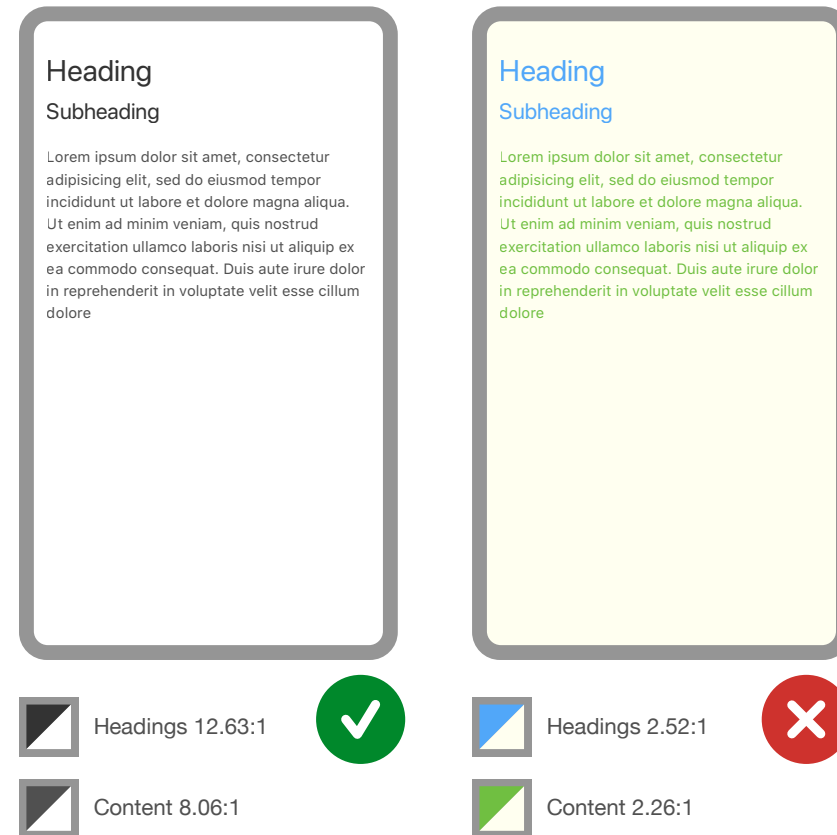 Heading
Subheading
Lorem ipsum dolor sit amet, consectetur
adipisicing elit, sed do eiusmod tempor
incididunt ut labore et dolore magna aliqua.
Ut enim ad minim veniam, quis nostrud
exercitation ullamco laboris nisi ut aliquip ex
ea commodo consequat. Duis aute irure dolor
in reprehenderit in voluptate velit esse cillum
dolore
Headings 12.63:1
Content 8.06:1
Heading
Subheading
Lorem ipsum dolor sit amet, consectetur
adipisicing elit, sed do eiusmod tempor
incididunt ut labore et dolore magna aliqua.
Ut enim ad minim veniam, quis nostrud
exercitation ullamco laboris nisi ut aliquip ex
ea commodo consequat. Duis aute irure dolor
in reprehenderit in voluptate velit esse cillum
dolore
Headings 2.52:1
Content 2.26:1